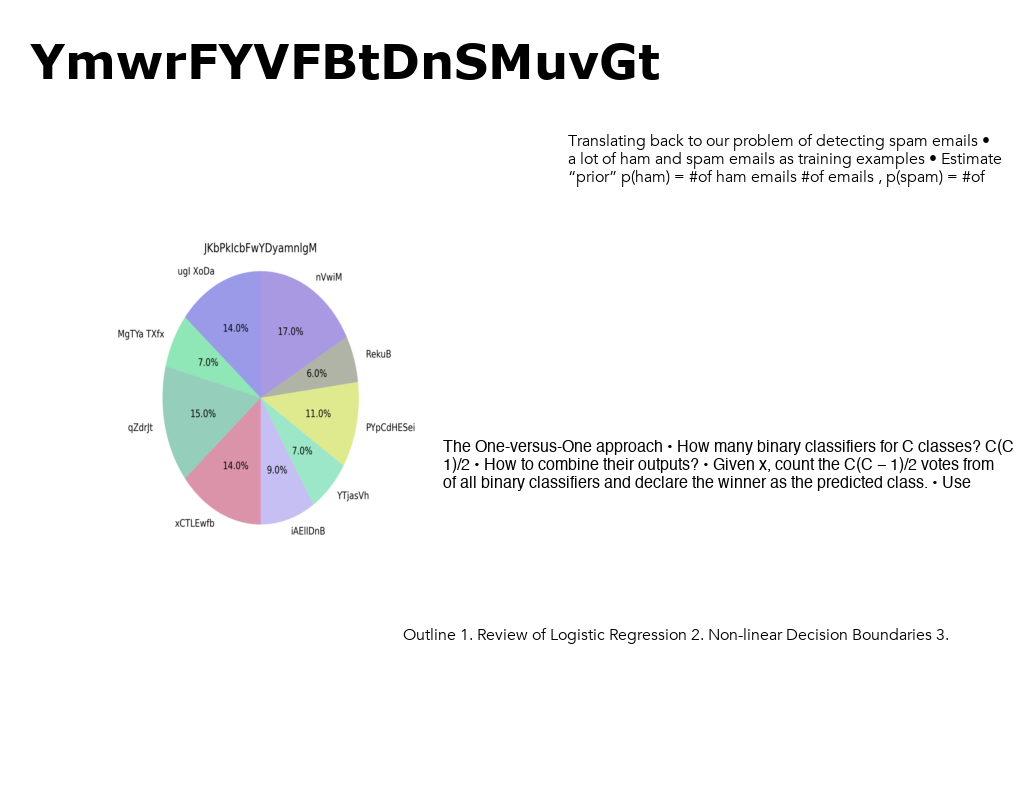 YmwrFYVFBtDnSMuvGt
Translating back to our problem of detecting spam emails •
a lot of ham and spam emails as training examples • Estimate
“prior” p(ham) = #of ham emails #of emails , p(spam) = #of
JKbPkIcbFwYDyamnIgM
ugI XoDa
nVwiM
14.0%
17.0%
MgTYa TXfx
RekuB
7.0%
6.0%
15.0%
11.0%
qZdrJt
PYpCdHESei
The One-versus-One approach • How many binary classifiers for C classes? C(C
1)/2 • How to combine their outputs? • Given x, count the C(C – 1)/2 votes from
of all binary classifiers and declare the winner as the predicted class. • Use
7.0%
14.0%
9.0%
YTjasVh
xCTLEwfb
iAEIlDnB
Outline 1. Review of Logistic Regression 2. Non-linear Decision Boundaries 3.